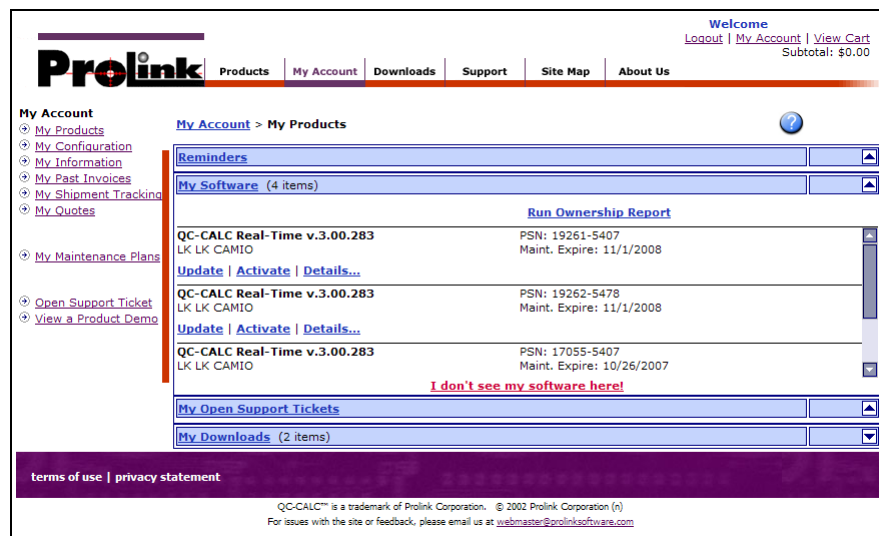 Welcome
Logout | My Account | View Cart
Subtotal: $0.00
Prolink
Products | My Account | Downloads | Support | Site Map | About Us
My Account
My Products
My Configuration
My Information
My Past Invoices
My Shipment Tracking
My Quotes
My Maintenance Plans
Open Support Ticket
View a Product Demo
My Account > My Products
?
Reminders
My Software (4 items)
Run Ownership Report
QC-CALC Real-Time v.3.00.283 PSN: 19261-5407
LK LK CAMIO Maint. Expire: 11/1/2008
Update | Activate | Details...
QC-CALC Real-Time v.3.00.283 PSN: 19262-5478
LK LK CAMIO Maint. Expire: 11/1/2008
Update | Activate | Details...
QC-CALC Real-Time v.3.00.283 PSN: 17055-5407
LK LK CAMIO Maint. Expire: 10/26/2007
I don't see my software here!
My Open Support Tickets
My Downloads (2 items)
terms of use | privacy statement
QC-CALC™ is a trademark of Prolink Corporation. © 2002 Prolink Corporation (n)
For issues with the site or feedback, please email us at webmaster@prolinksoftware.com